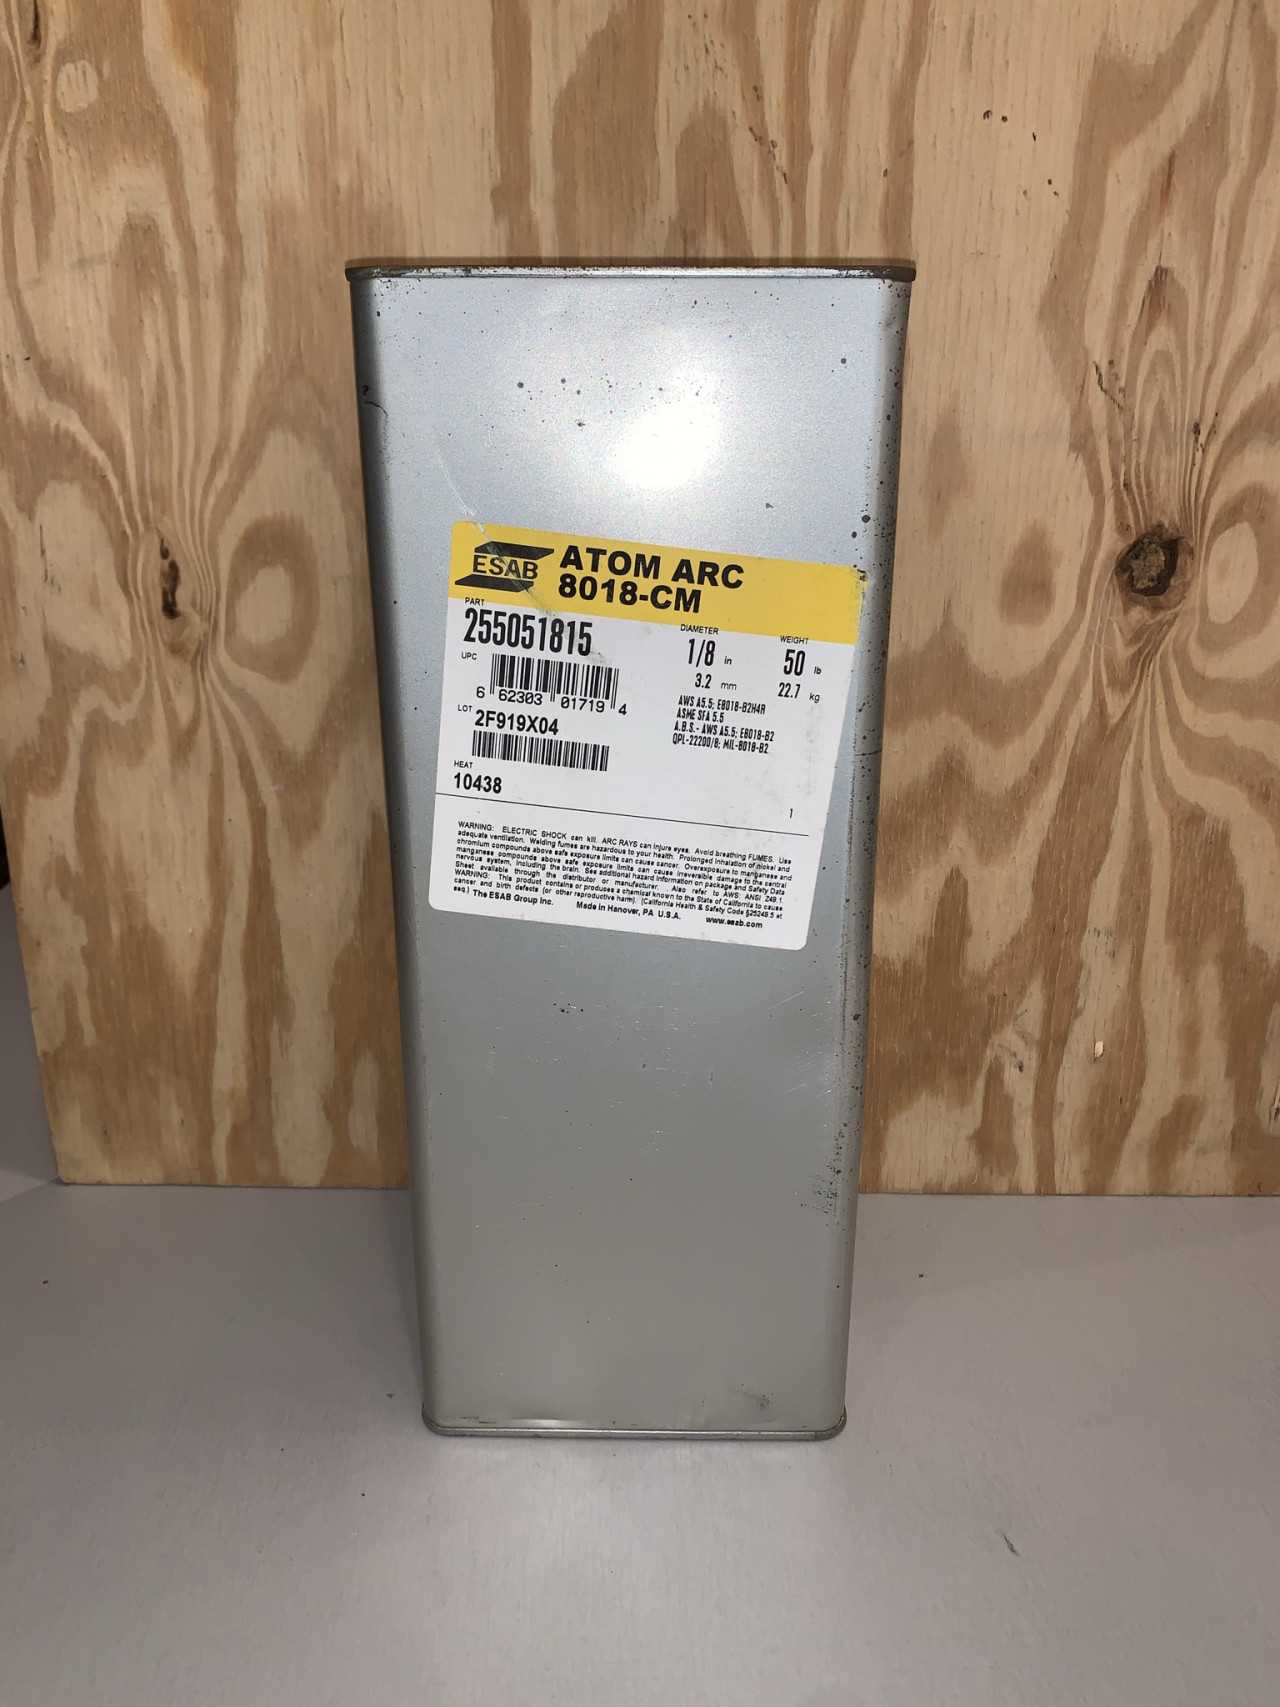 ESAB
ATOM ARC
8018-CM
PART
255051815
DIAMETER
1/8 in
3.2 mm
WEIGHT
50 lb
22.7 kg
UPC
6 62303 01719 4
LOT
2F919X04
AWS A5.5; E8018-B2H4R
ASME SFA 5.5
A.B.S.- AWS A5.5; E8018-B2
QPL-22200/8; MIL-8018-B2
HEAT
10438
1
WARNING: ELECTRIC SHOCK can kill. ARC RAYS can injure eyes. Avoid breathing FUMES. Use
adequate ventilation. Welding fumes are hazardous to your health. Prolonged inhalation of nickel and
chromium compounds above safe exposure limits can cause cancer. Overexposure to manganese and
manganese compounds above safe exposure limits can cause irreversible damage to the central
nervous system, including the brain. See additional hazard information on package and Safety Data
Sheet available through the distributor or manufacturer. Also refer to AWS ANSI Z49.1
WARNING: This product contains or produces a chemical known to the State of California to cause
cancer and birth defects (or other reproductive harm). (California Health & Safety Code §25249.5 et
seq.) The ESAB Group Inc. Made in Hanover, PA U.S.A. www.esab.com